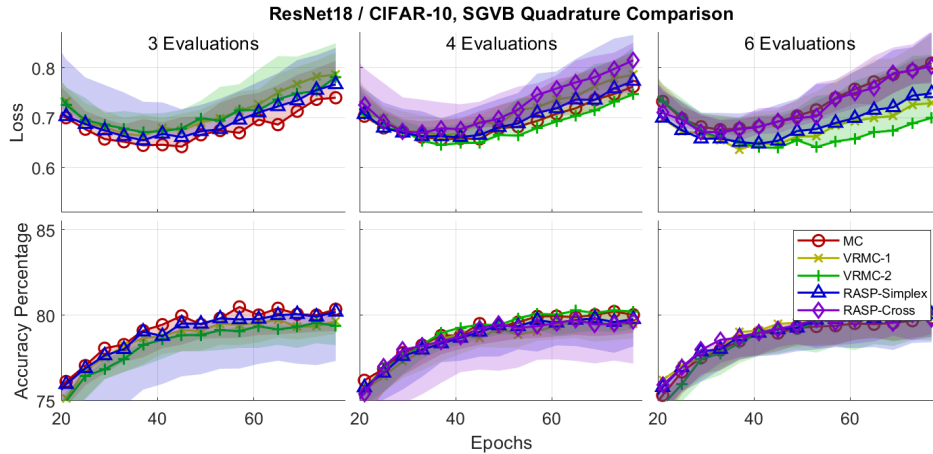 ResNet18 / CIFAR-10, SGVB Quadrature Comparison
3 Evaluations
4 Evaluations
6 Evaluations
Loss
0.8
0.7
0.6
Accuracy Percentage
85
80
75
MC
VRMC-1
VRMC-2
RASP-Simplex
RASP-Cross
20 40 60 20 40 60 20 40 60
Epochs